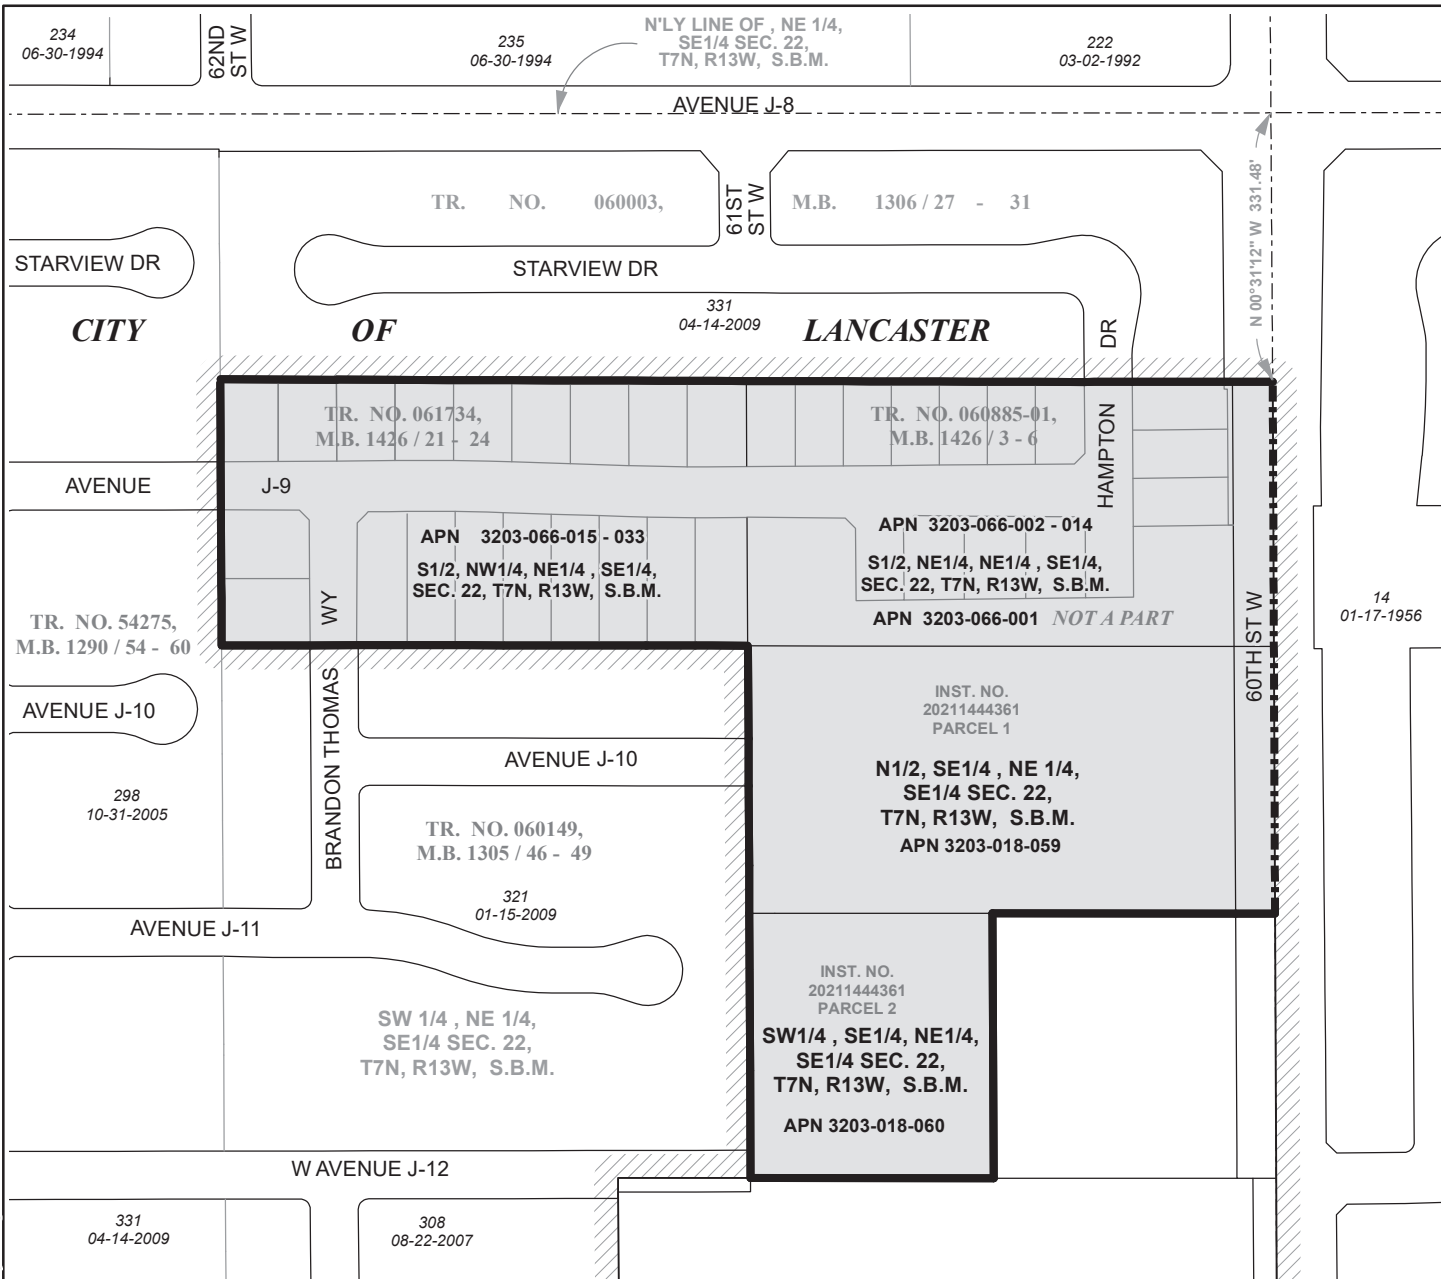 234
06-30-1994
62ND
ST W
235
06-30-1994
N'LY LINE OF , NE 1/4,
SE1/4 SEC. 22,
T7N, R13W, S.B.M.
222
03-02-1992
AVENUE J-8
TR. NO. 060003,
61ST
ST W
M.B. 1306 / 27 - 31
N 00°31'12" W 331.48'
STARVIEW DR
STARVIEW DR
331
04-14-2009
CITY OF LANCASTER
DR
TR. NO. 061734,
M.B. 1426 / 21 - 24
TR. NO. 060885-01,
M.B. 1426 / 3 - 6
HAMPTON
AVENUE
J-9
APN 3203-066-015 - 033
S1/2, NW1/4, NE1/4 , SE1/4,
SEC. 22, T7N, R13W, S.B.M.
APN 3203-066-002 - 014
S1/2, NE1/4, NE1/4 , SE1/4,
SEC. 22, T7N, R13W, S.B.M.
APN 3203-066-001 NOT A PART
14
01-17-1956
TR. NO. 54275,
M.B. 1290 / 54 - 60
WY
60TH ST W
AVENUE J-10
BRANDON THOMAS
INST. NO.
20211444361
PARCEL 1
AVENUE J-10
N1/2, SE1/4 , NE 1/4,
SE1/4 SEC. 22,
T7N, R13W, S.B.M.
APN 3203-018-059
298
10-31-2005
TR. NO. 060149,
M.B. 1305 / 46 - 49
321
01-15-2009
AVENUE J-11
INST. NO.
20211444361
PARCEL 2
SW1/4 , SE1/4, NE1/4,
SE1/4 SEC. 22,
T7N, R13W, S.B.M.
APN 3203-018-060
SW 1/4 , NE 1/4,
SE1/4 SEC. 22,
T7N, R13W, S.B.M.
W AVENUE J-12
331
04-14-2009
308
08-22-2007